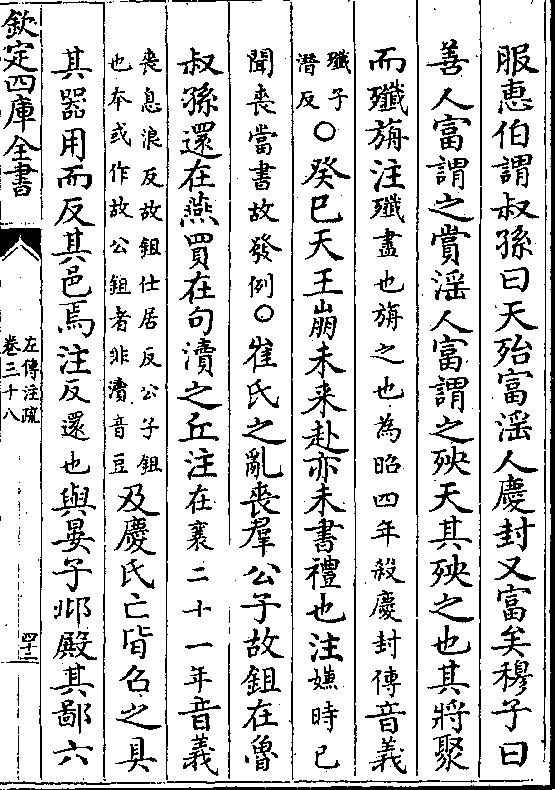 服惠伯謂叔孫曰天殆富淫人慶封又富矣穆子曰
善人富謂之賞淫人富謂之殃天其殃之也其將聚
而殲旃注殲盡也旃之也為昭四年殺慶封傳音義
殲子
潛反
○癸巳天王崩未来赴亦未書禮也注嫌時已
聞喪當書故發例○崔氏之亂喪羣公子故鉏在魯
叔孫還在燕賈在句瀆之丘注在襄二十一年音義
喪息浪反故鉏仕居反公子鉏
也本或作故公鉏者非瀆音豆
及慶氏亡皆召之具
其器用而反其邑焉注反還也與晏子邶殿其鄙六
欽定四庫全書
左傳注疏
卷三十八
四十二